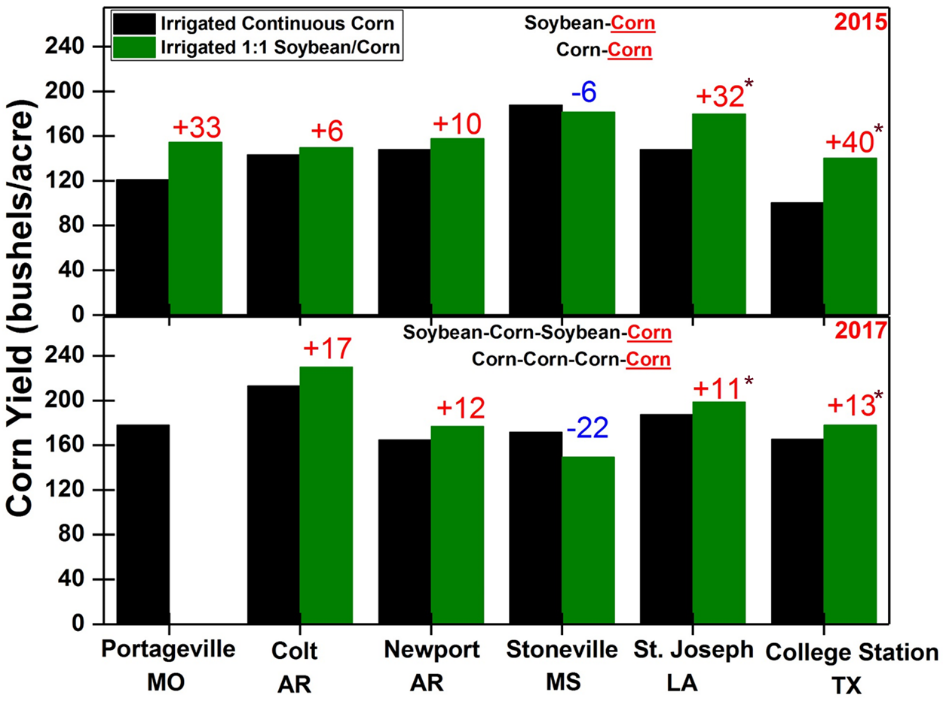 Irrigated Continuous Corn
Irrigated 1:1 Soybean/Corn
Soybean-Corn
Corn-Corn
2015
Corn Yield (bushels/acre)
240
200
160
120
80
40
0
+33
+6
+10
-6
+32*
+40*
Soybean-Corn-Soybean-Corn
Corn-Corn-Corn-Corn
2017
240
200
160
120
80
40
0
+17
+12
-22
+11*
+13*
Portageville
MO
Colt
AR
Newport
AR
Stoneville
MS
St. Joseph
LA
College Station
TX